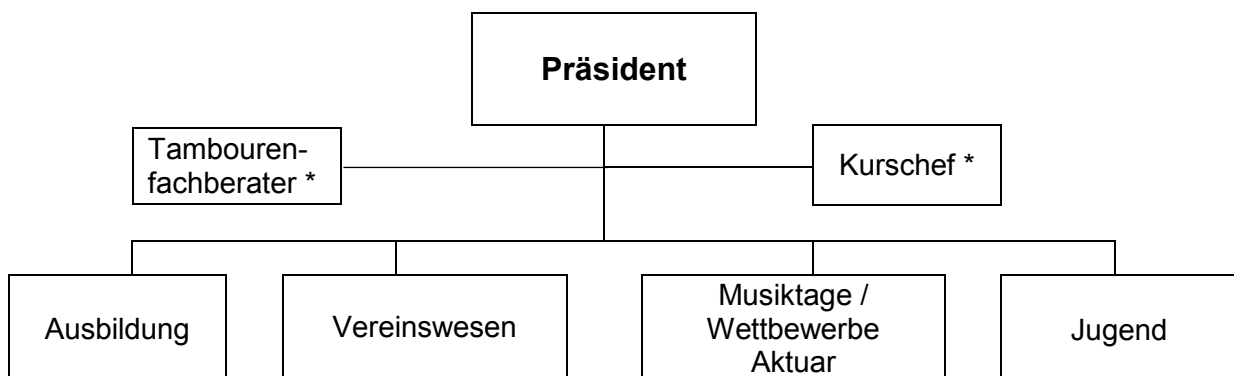 Präsident
Tambouren-
fachberater *
Kurschef *
Ausbildung
Vereinswesen
Musiktage /
Wettbewerbe
Aktuar
Jugend